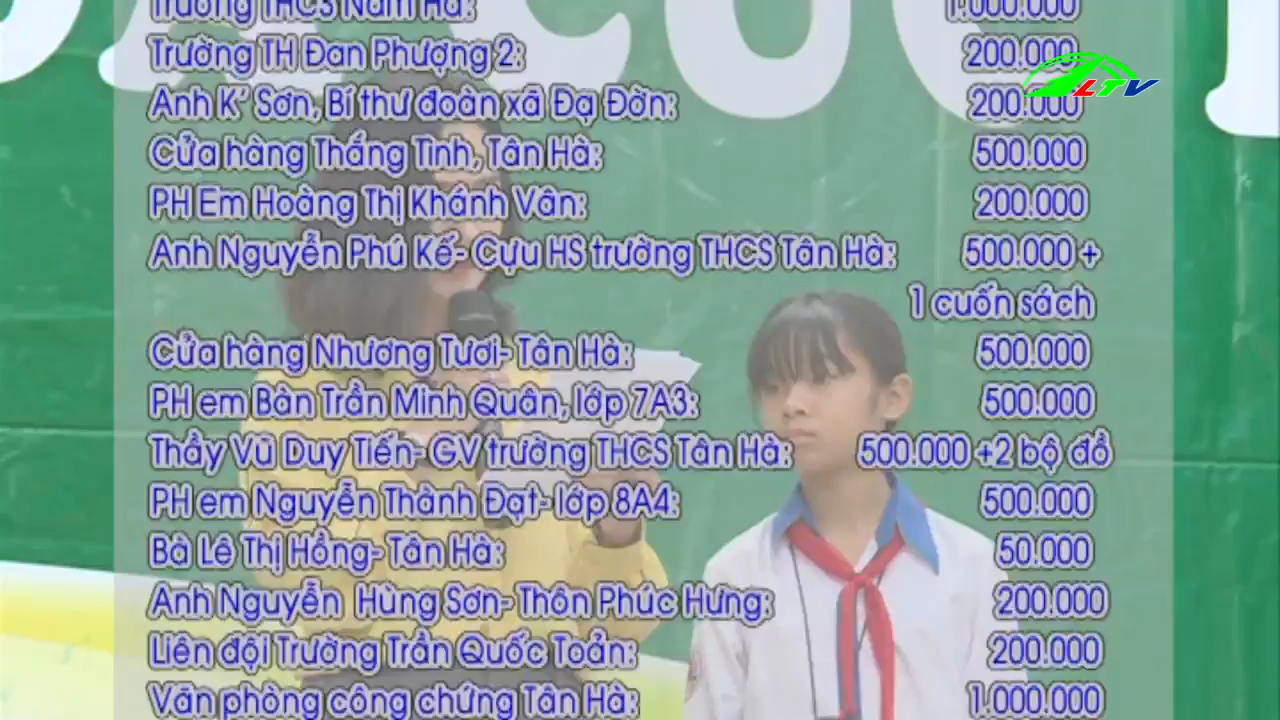 Trường THCS Nam Hà: 1.000.000
Trường TH Đan Phượng 2: 200.000
LTV
Anh K' Sơn, Bí thư đoàn xã Đạ Đờn: 200.000
Cửa hàng Thắng Tình, Tân Hà: 500.000
PH Em Hoàng Thị Khánh Vân: 200.000
Anh Nguyễn Phú Kế- Cựu HS trường THCS Tân Hà: 500.000 +
1 cuốn sách
Cửa hàng Nhương Tươi- Tân Hà: 500.000
PH em Bàn Trần Minh Quân, lớp 7A3: 500.000
Thầy Vũ Duy Tiến- GV trường THCS Tân Hà: 500.000 +2 bộ đồ
PH em Nguyễn Thành Đạt- lớp 8A4: 500.000
Bà Lê Thị Hồng- Tân Hà: 50.000
Anh Nguyễn Hùng Sơn- Thôn Phúc Hưng: 200.000
Liên đội Trường Trần Quốc Toản: 200.000
Văn phòng công chứng Tân Hà: 1.000.000